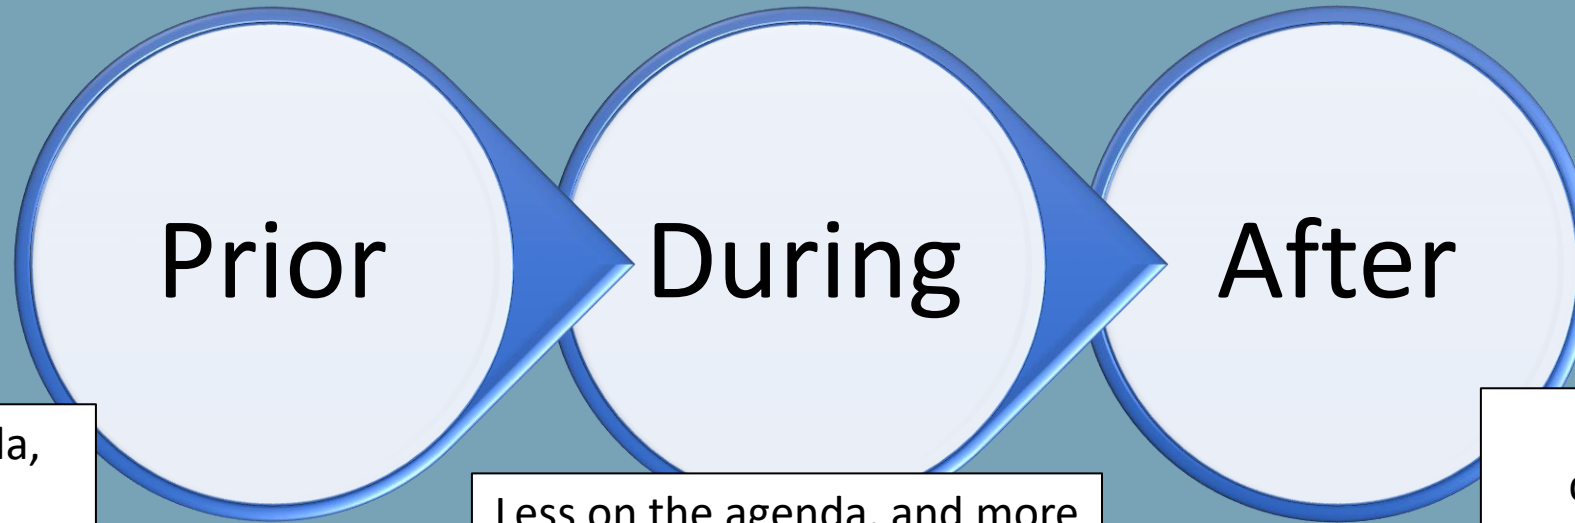 Prior
During
After
Less on the agenda, and more